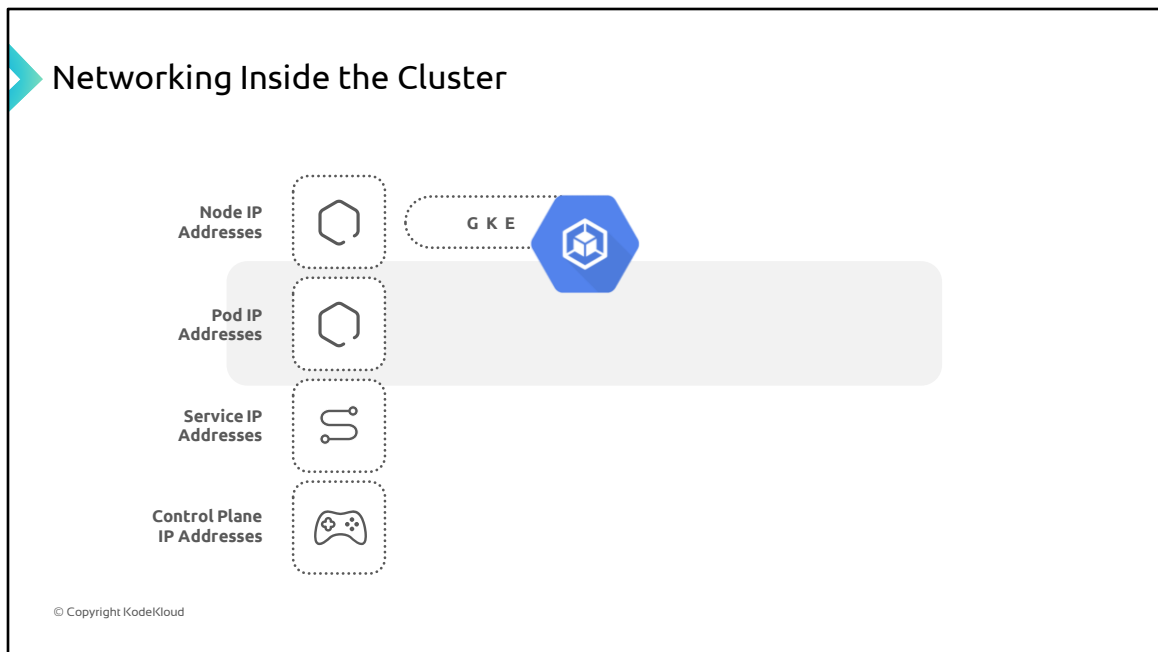 Networking Inside the Cluster
Node IP
Addresses
G K E
Pod IP
Addresses
Service IP
Addresses
Control Plane
IP Addresses
© Copyright KodeKloud